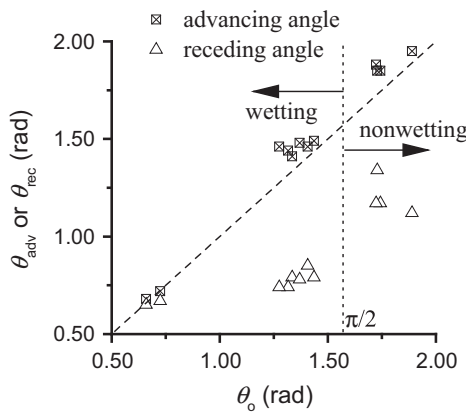 advancing angle
receding angle
2.00
wetting
nonwetting
1.50
θadv or θrec (rad)
1.00
π/2
0.50
0.50 1.00 1.50 2.00
θo (rad)